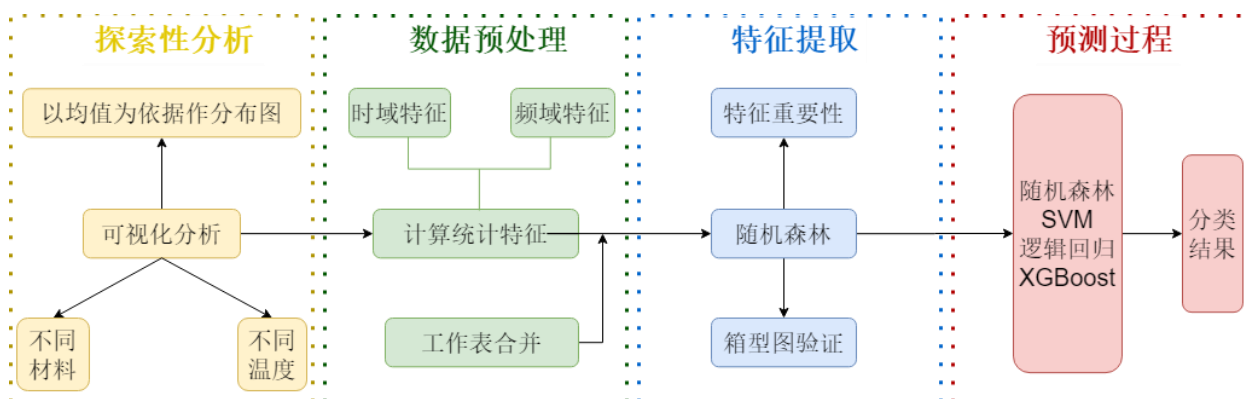 探索性分析
数据预处理
特征提取
预测过程
以均值为依据作分布图
时域特征
频域特征
特征重要性
可视化分析
计算统计特征
随机森林
随机森林
SVM
逻辑回归
XGBoost
分类
结果
不同
材料
不同
温度
工作表合并
箱型图验证